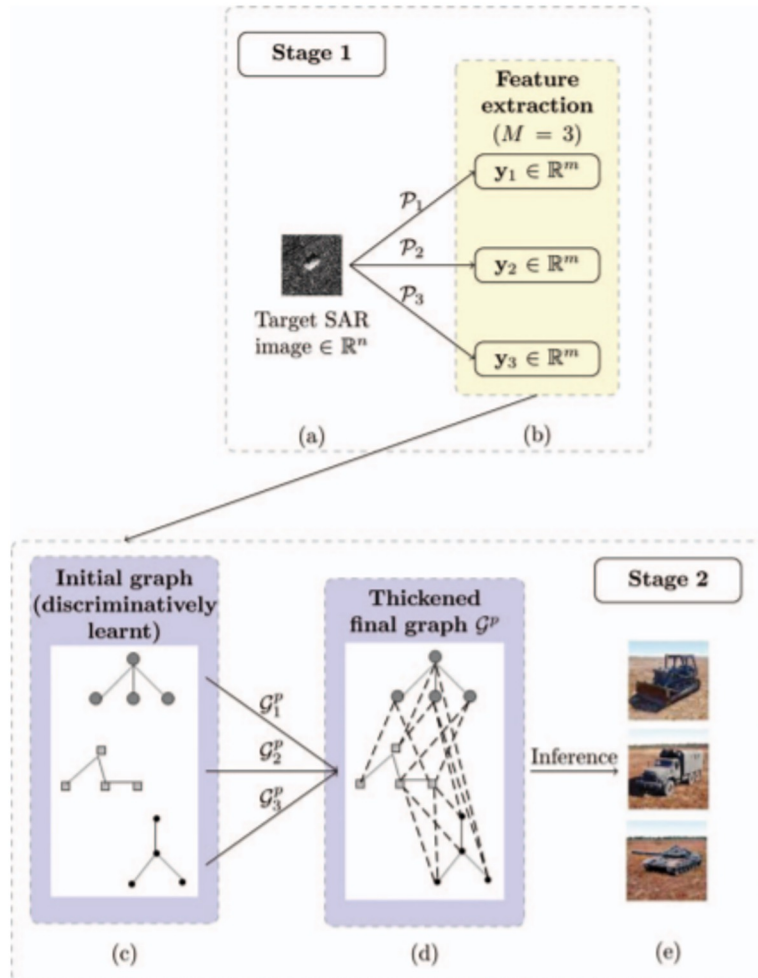 Stage 1
Feature
extraction
(M = 3)
y₁ ∈ ℝᵐ
𝒫₁
𝒫₂
y₂ ∈ ℝᵐ
𝒫₃
Target SAR
image ∈ ℝⁿ
y₃ ∈ ℝᵐ
(a)
(b)
Stage 2
Initial graph
(discriminatively
learnt)
Thickened
final graph 𝒢ᵖ
𝒢₁ᵖ
𝒢₂ᵖ
𝒢₃ᵖ
Inference
(c)
(d)
(e)